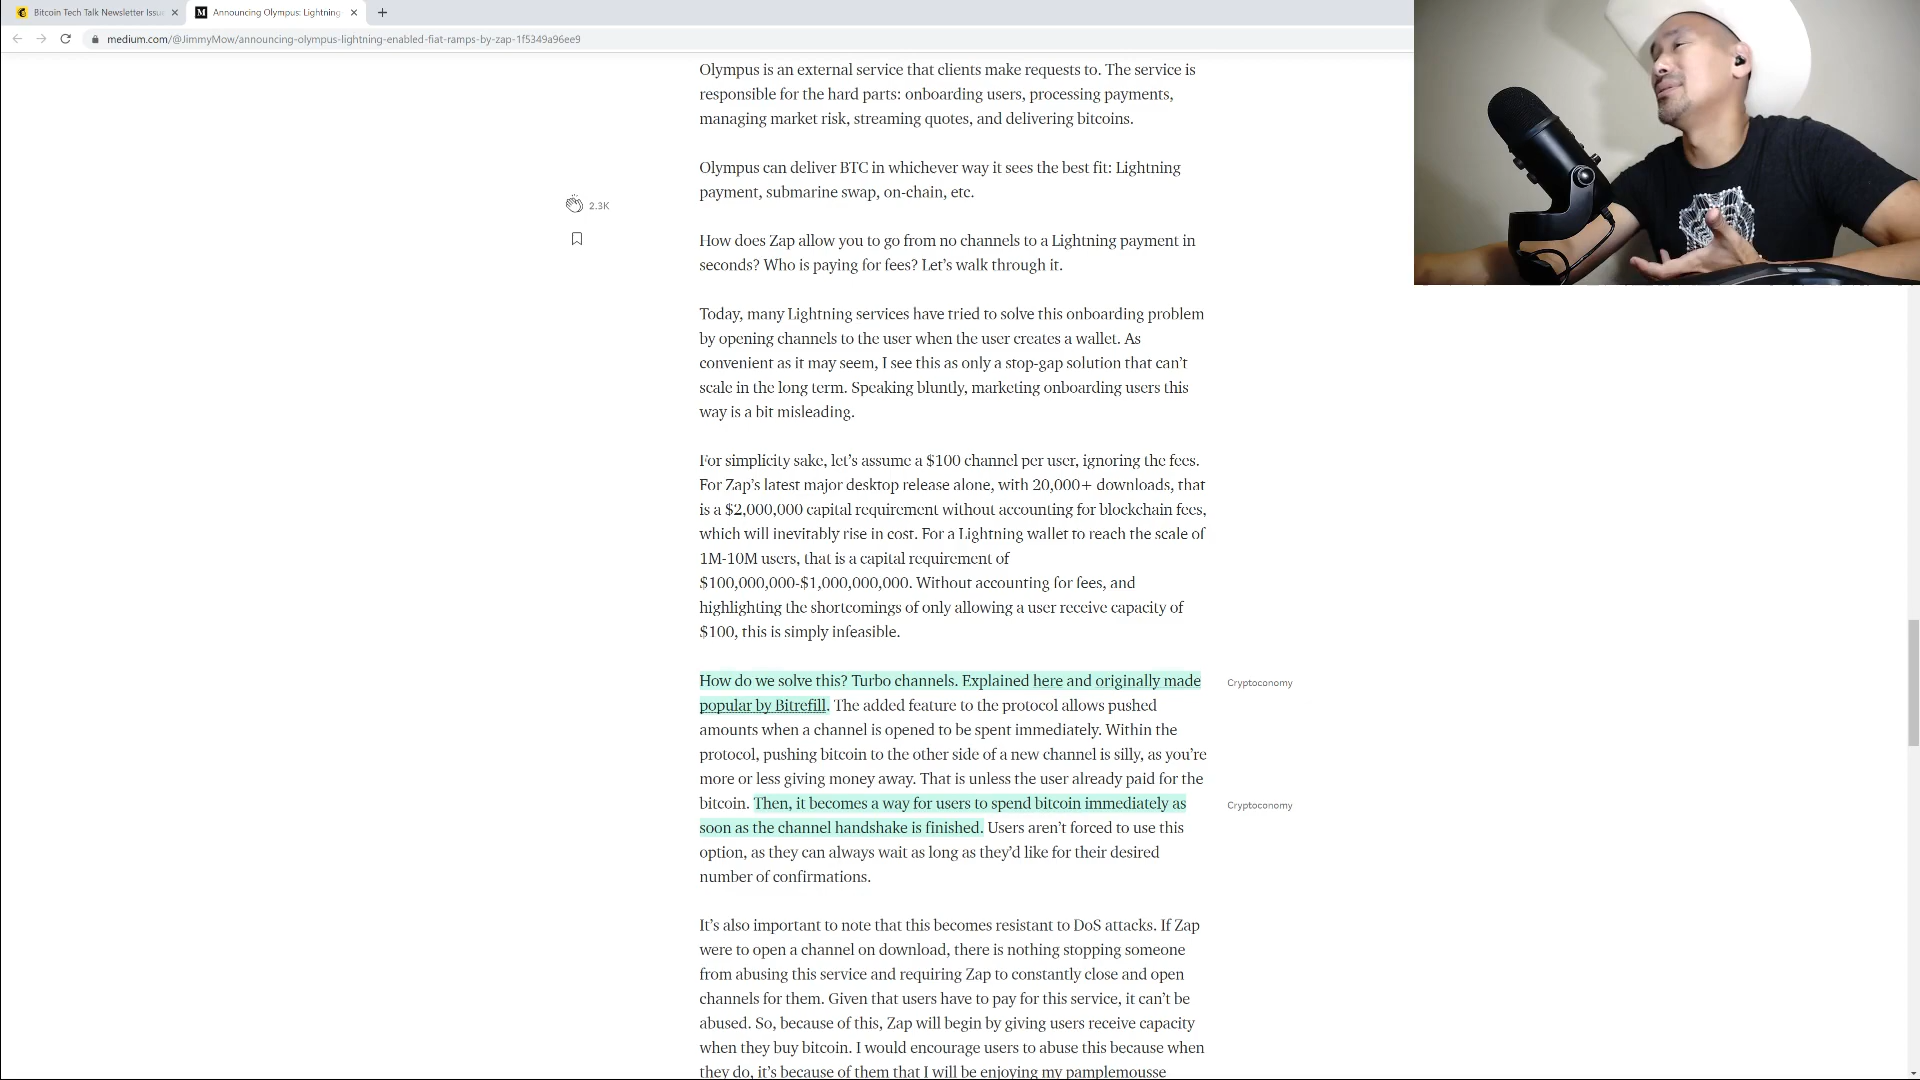 Bitcoin Tech Talk Newsletter Issu
Announcing Olympus: Lightning
medium.com/@JimmyMow/announcing-olympus-lightning-enabled-fiat-ramps-by-zap-1f5349a96ee9
Olympus is an external service that clients make requests to. The service is
responsible for the hard parts: onboarding users, processing payments,
managing market risk, streaming quotes, and delivering bitcoins.
Olympus can deliver BTC in whichever way it sees the best fit: Lightning
payment, submarine swap, on-chain, etc.
2.3K
How does Zap allow you to go from no channels to a Lightning payment in
seconds? Who is paying for fees? Let’s walk through it.
Today, many Lightning services have tried to solve this onboarding problem
by opening channels to the user when the user creates a wallet. As
convenient as it may seem, I see this as only a stop-gap solution that can’t
scale in the long term. Speaking bluntly, marketing onboarding users this
way is a bit misleading.
For simplicity sake, let’s assume a $100 channel per user, ignoring the fees.
For Zap’s latest major desktop release alone, with 20,000+ downloads, that
is a $2,000,000 capital requirement without accounting for blockchain fees,
which will inevitably rise in cost. For a Lightning wallet to reach the scale of
1M-10M users, that is a capital requirement of
$100,000,000-$1,000,000,000. Without accounting for fees, and
highlighting the shortcomings of only allowing a user receive capacity of
$100, this is simply infeasible.
How do we solve this? Turbo channels. Explained here and originally made
Cryptoconomy
popular by Bitrefill. The added feature to the protocol allows pushed
amounts when a channel is opened to be spent immediately. Within the
protocol, pushing bitcoin to the other side of a new channel is silly, as you’re
more or less giving money away. That is unless the user already paid for the
bitcoin. Then, it becomes a way for users to spend bitcoin immediately as
Cryptoconomy
soon as the channel handshake is finished. Users aren’t forced to use this
option, as they can always wait as long as they’d like for their desired
number of confirmations.
It’s also important to note that this becomes resistant to DoS attacks. If Zap
were to open a channel on download, there is nothing stopping someone
from abusing this service and requiring Zap to constantly close and open
channels for them. Given that users have to pay for this service, it can’t be
abused. So, because of this, Zap will begin by giving users receive capacity
when they buy bitcoin. I would encourage users to abuse this because when
they do, it’s because of them that I will be enjoying my pamplemousse